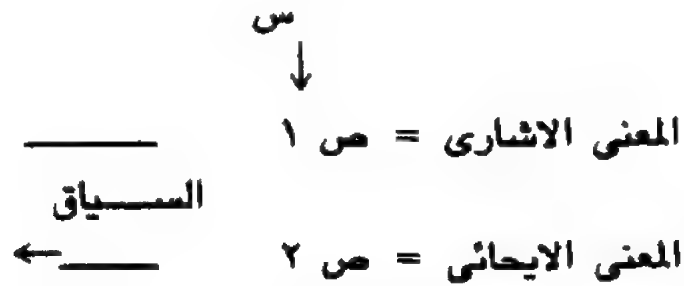 س
المعنى الاشارى = ص ١
السياق
المعنى الايحائى = ص ٢